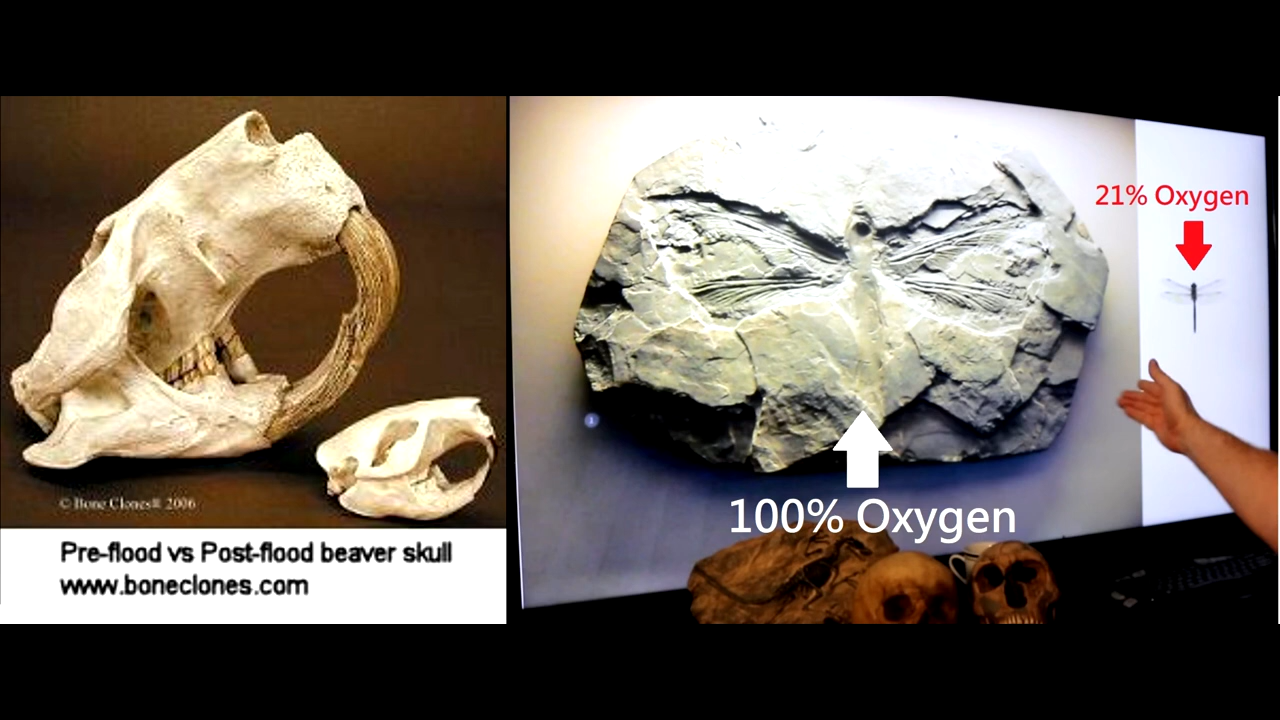 © Bone Clones® 2006
Pre-flood vs Post-flood beaver skull
www.boneclones.com
21% Oxygen
100% Oxygen